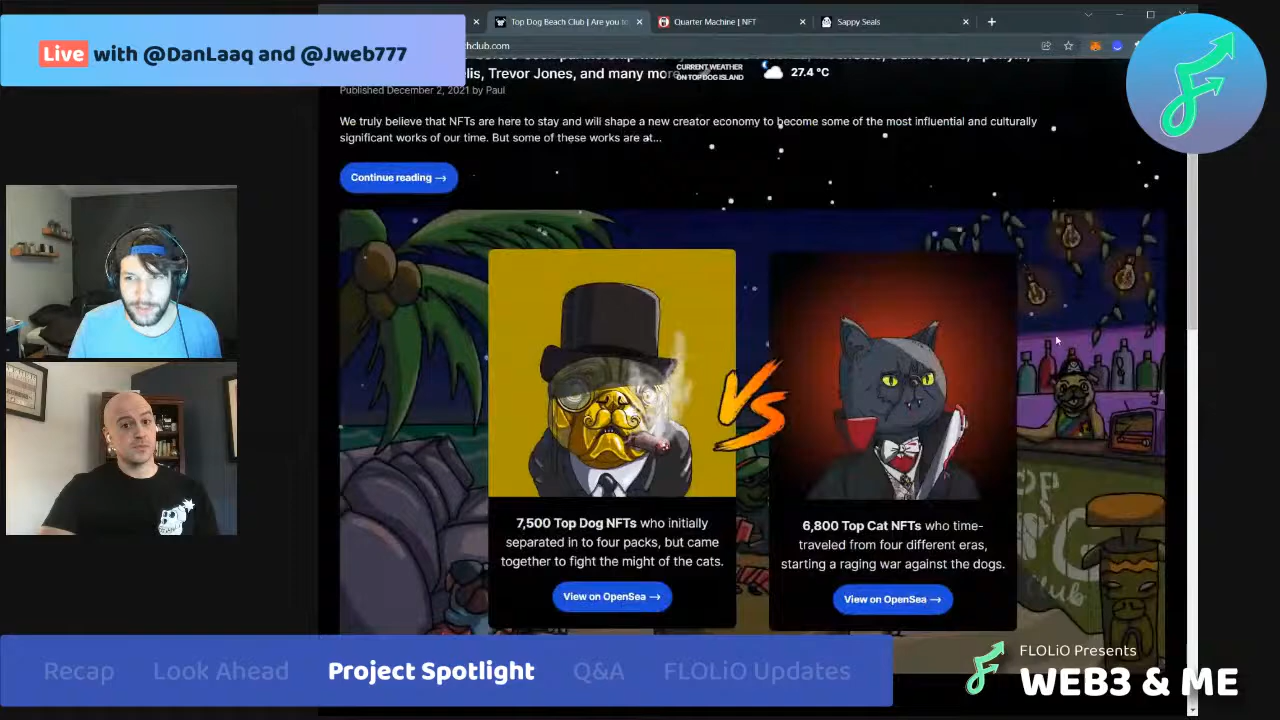 Top Dog Beach Club | Are you to
Quarter Machine | NFT
Sappy Seals
Live with @DanLaaq and @Jweb777
hclub.com
elis, Trevor Jones, and many more
CURRENT WEATHER
ON TOP DOG ISLAND
27.4 °C
Published December 2, 2021 by Paul
We truly believe that NFTs are here to stay and will shape a new creator economy to become some of the most influential and culturally
significant works of our time. But some of these works are at...
Continue reading →
VS
7,500 Top Dog NFTs who initially
separated in to four packs, but came
together to fight the might of the cats.
View on OpenSea →
6,800 Top Cat NFTs who time-
traveled from four different eras,
starting a raging war against the dogs.
View on OpenSea →
Recap Look Ahead Project Spotlight Q&A FLOLiO Updates
FLOLiO Presents
WEB3 & ME